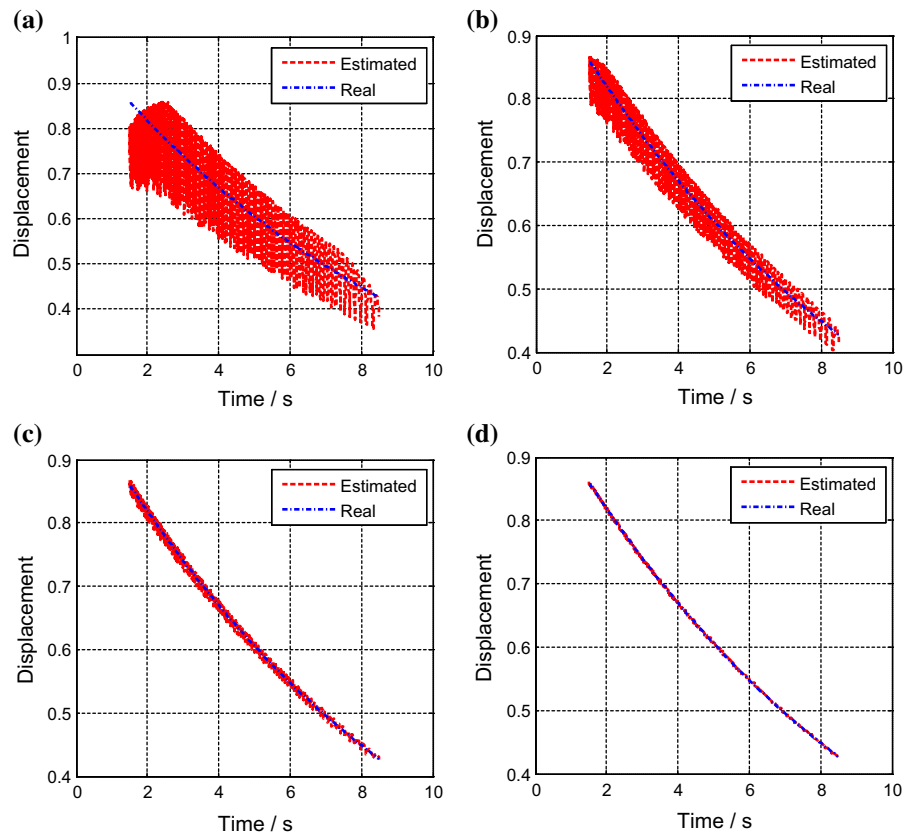 (a)
1
0.9
0.8
0.7
0.6
0.5
0.4
0 2 4 6 8 10
Displacement
Time / s
Estimated
Real
(b)
0.9
0.8
0.7
0.6
0.5
0.4
0 2 4 6 8 10
Displacement
Time / s
Estimated
Real
(c)
0.9
0.8
0.7
0.6
0.5
0.4
0 2 4 6 8 10
Displacement
Time / s
Estimated
Real
(d)
0.9
0.8
0.7
0.6
0.5
0.4
0 2 4 6 8 10
Displacement
Time / s
Estimated
Real